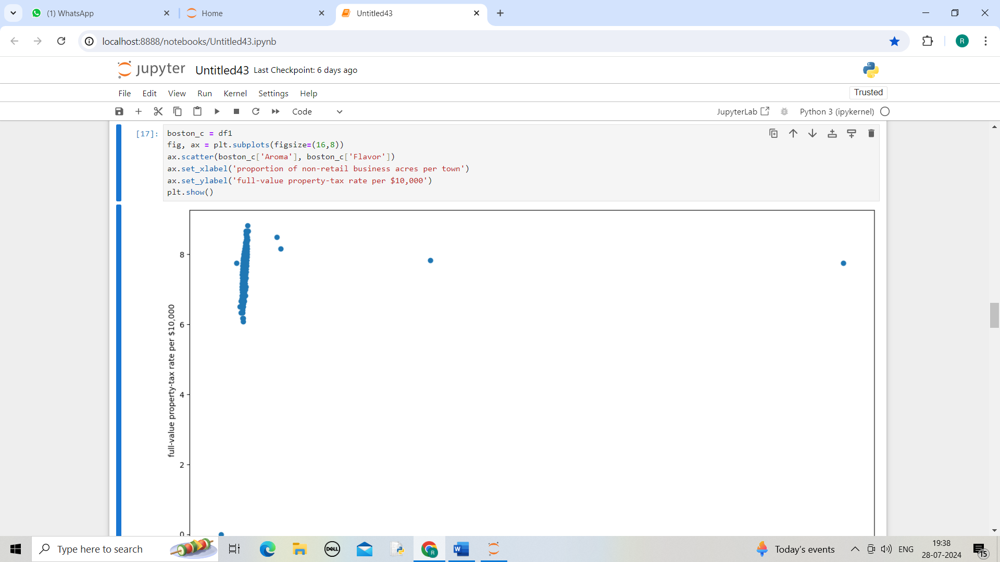 (1) WhatsApp
Home
Untitled43
localhost:8888/notebooks/Untitled43.ipynb
R
jupyter Untitled43 Last Checkpoint: 6 days ago
File Edit View Run Kernel Settings Help
Trusted
Code
JupyterLab
Python 3 (ipykernel)
[17]:
boston_c = df1
fig, ax = plt.subplots(figsize=(16,8))
ax.scatter(boston_c['Aroma'], boston_c['Flavor'])
ax.set_xlabel('proportion of non-retail business acres per town')
ax.set_ylabel('full-value property-tax rate per $10,000')
plt.show()
full-value property-tax rate per $10,000
8
6
4
2
0
Type here to search
DELL
R
W
Today's events
ENG
19:38
28-07-2024
15